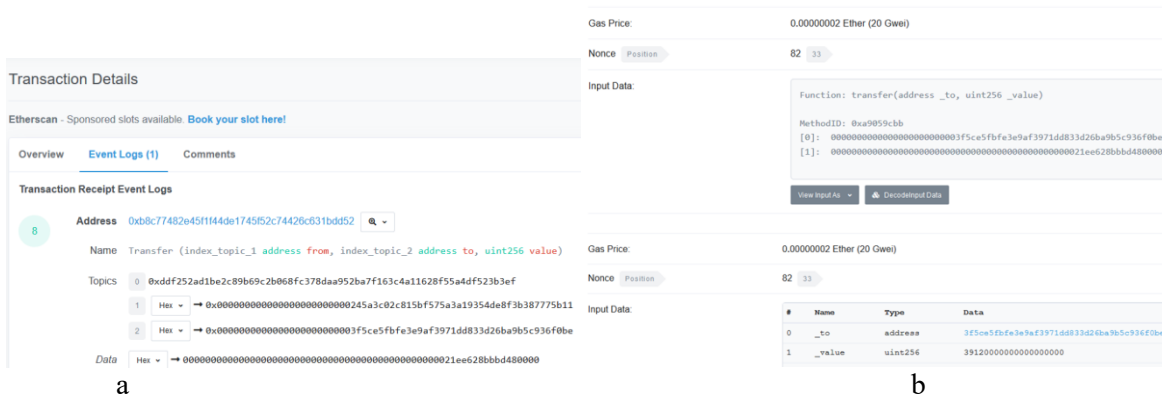 Transaction Details
Etherscan - Sponsored slots available. Book your slot here!
Overview Event Logs (1) Comments
Transaction Receipt Event Logs
8
Address 0xb8c77482e45f1f44de1745f52c74426c631bdd52
Name Transfer (index_topic_1 address from, index_topic_2 address to, uint256 value)
Topics 0 0xddf252ad1be2c89b69c2b068fc378daa952ba7f163c4a11628f55a4df523b3ef
1 Hex → 0x000000000000000000000000245a3c02c815bf575a3a19354de8f3b387775b11
2 Hex → 0x0000000000000000000000003f5ce5fbfe3e9af3971dd833d26ba9b5c936f0be
Data Hex → 0000000000000000000000000000000000000000000000021ee628bbbd480000
a
Gas Price: 0.00000002 Ether (20 Gwei)
Nonce Position 82 33
Input Data:
Function: transfer(address _to, uint256 _value)
MethodID: 0xa9059cbb
[0]: 0000000000000000000000003f5ce5fbfe3e9af3971dd833d26ba9b5c936f0be
[1]: 0000000000000000000000000000000000000000000000021ee628bbbd480000
View Input As Decode Input Data
Gas Price: 0.00000002 Ether (20 Gwei)
Nonce Position 82 33
Input Data:
# Name Type Data
0 _to address 3f5ce5fbfe3e9af3971dd833d26ba9b5c936f0be
1 _value uint256 39120000000000000000
b